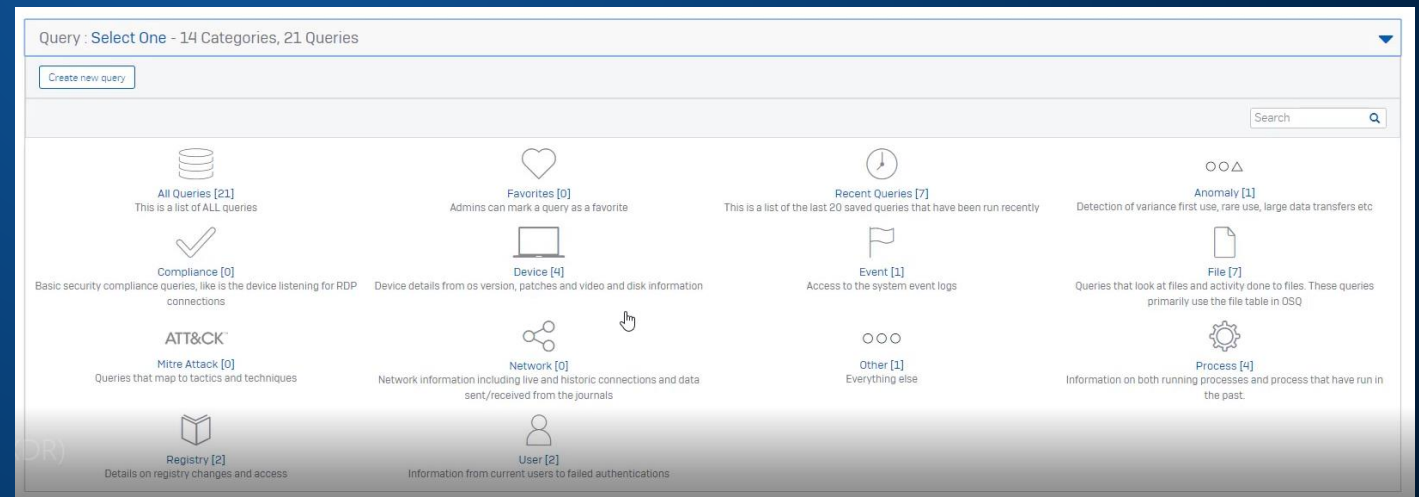 Query : Select One - 14 Categories, 21 Queries
Create new query
Search
All Queries [21]
This is a list of ALL queries
Favorites [0]
Admins can mark a query as a favorite
Recent Queries [7]
This is a list of the last 20 saved queries that have been run recently
Anomaly [1]
Detection of variance first use, rare use, large data transfers etc
Compliance [0]
Basic security compliance queries, like is the device listening for RDP
connections
Device [4]
Device details from os version, patches and video and disk information
Event [1]
Access to the system event logs
File [7]
Queries that look at files and activity done to files. These queries
primarily use the file table in OSQ
ATT&CK™
Mitre Attack [0]
Queries that map to tactics and techniques
Network [0]
Network information including live and historic connections and data
sent/received from the journals
Other [1]
Everything else
Process [4]
Information on both running processes and process that have run in
the past.
DR)
Registry [2]
Details on registry changes and access
User [2]
Information from current users to failed authentications